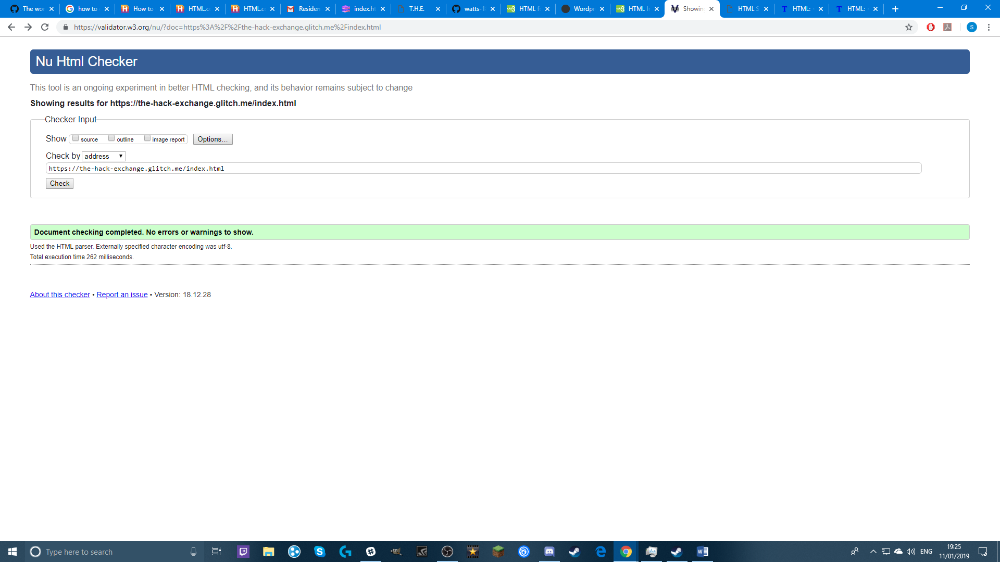 The wor
how to
How to
HTML.c
HTML.c
Residen
index.ht
T.H.E.
watts-1
HTML f
Wordpr
HTML I
Showin
HTML S
HTML:
HTML:
https://validator.w3.org/nu/?doc=https%3A%2F%2Fthe-hack-exchange.glitch.me%2Findex.html
S
Nu Html Checker
This tool is an ongoing experiment in better HTML checking, and its behavior remains subject to change
Showing results for https://the-hack-exchange.glitch.me/index.html
Checker Input
Show source outline image report Options...
Check by address
https://the-hack-exchange.glitch.me/index.html
Check
Document checking completed. No errors or warnings to show.
Used the HTML parser. Externally specified character encoding was utf-8.
Total execution time 262 milliseconds.
About this checker • Report an issue • Version: 18.12.28
Type here to search
ENG
19:25
11/01/2019